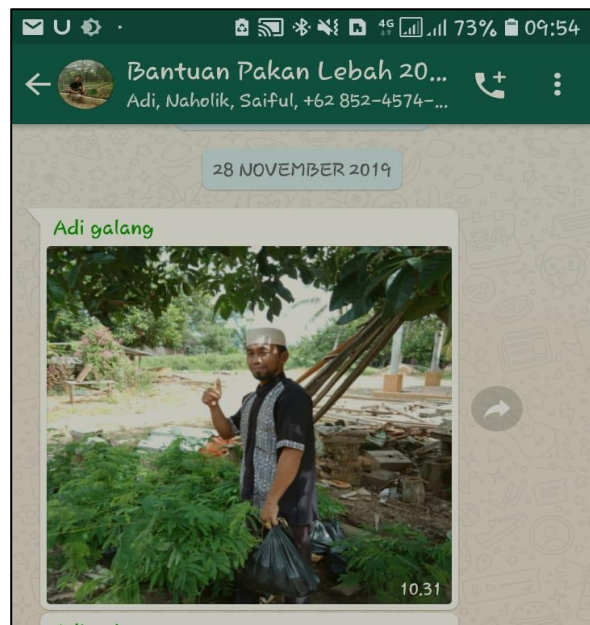 4G 73% 09:54
Bantuan Pakan Lebah 20...
Adi, Naholik, Saiful, +62 852-4574-...
28 NOVEMBER 2019
Adi galang
10.31